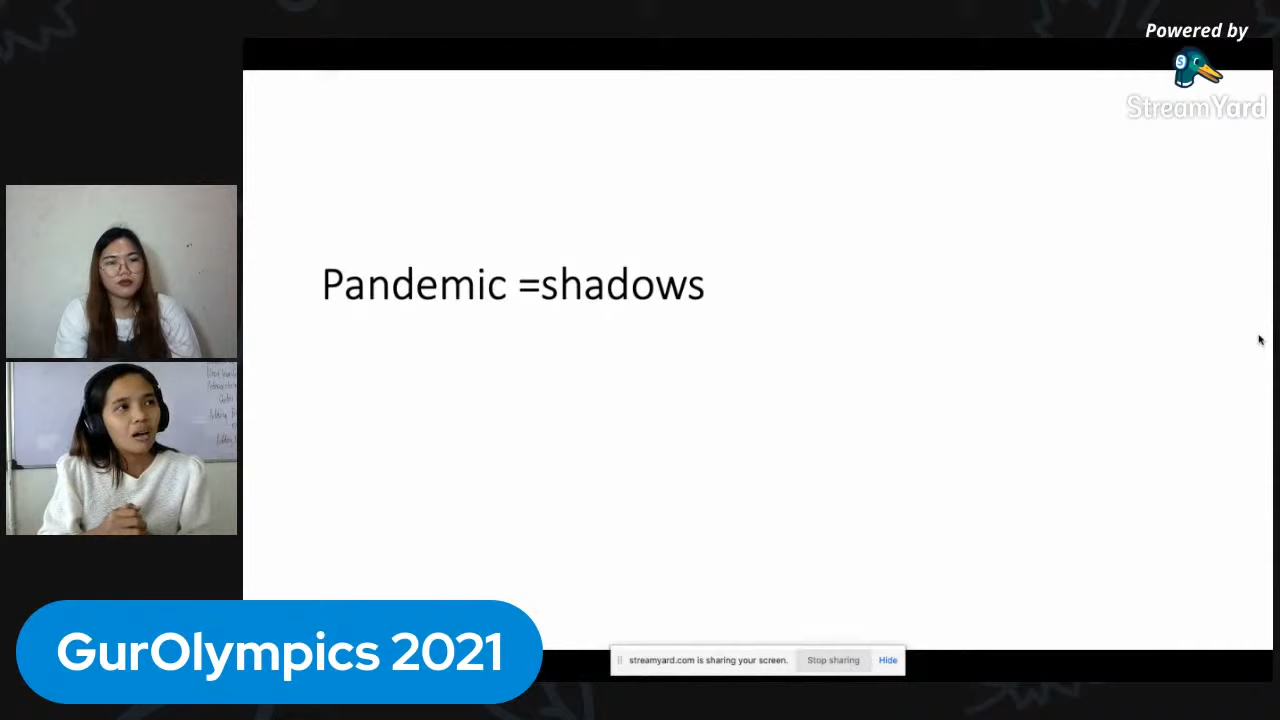 Powered by
StreamYard
Pandemic =shadows
GurOlympics 2021
streamyard.com is sharing your screen.
Stop sharing
Hide